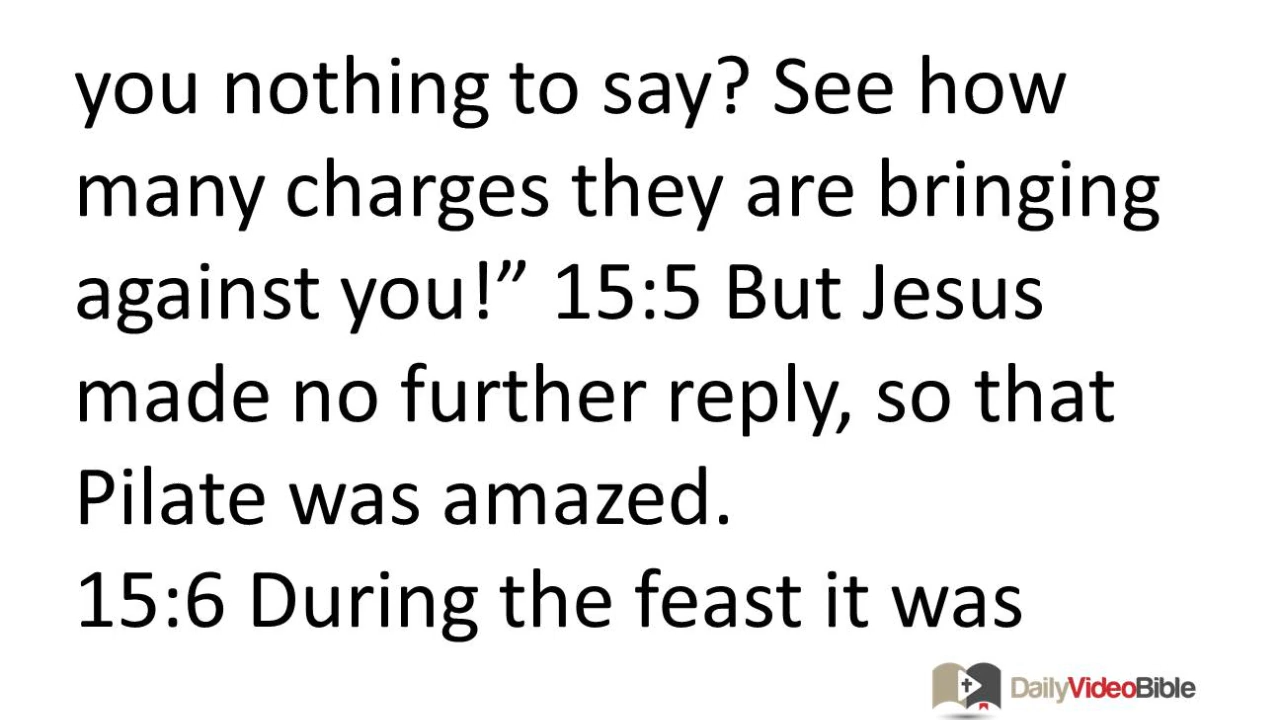 you nothing to say? See how
many charges they are bringing
against you!” 15:5 But Jesus
made no further reply, so that
Pilate was amazed.
15:6 During the feast it was
DailyVideoBible